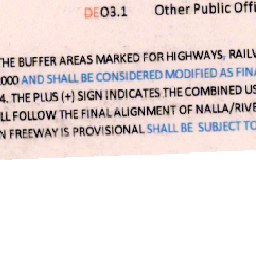 DE03.1 Other Public Offi
THE BUFFER AREAS MARKED FOR HIGHWAYS, RAIL
2000 AND SHALL BE CONSIDERED MODIFIED AS FINA
4. THE PLUS (+) SIGN INDICATES THE COMBINED US
LL FOLLOW THE FINAL ALIGNMENT OF NALLA/RIVE
N FREEWAY IS PROVISIONAL SHALL BE SUBJECT TO